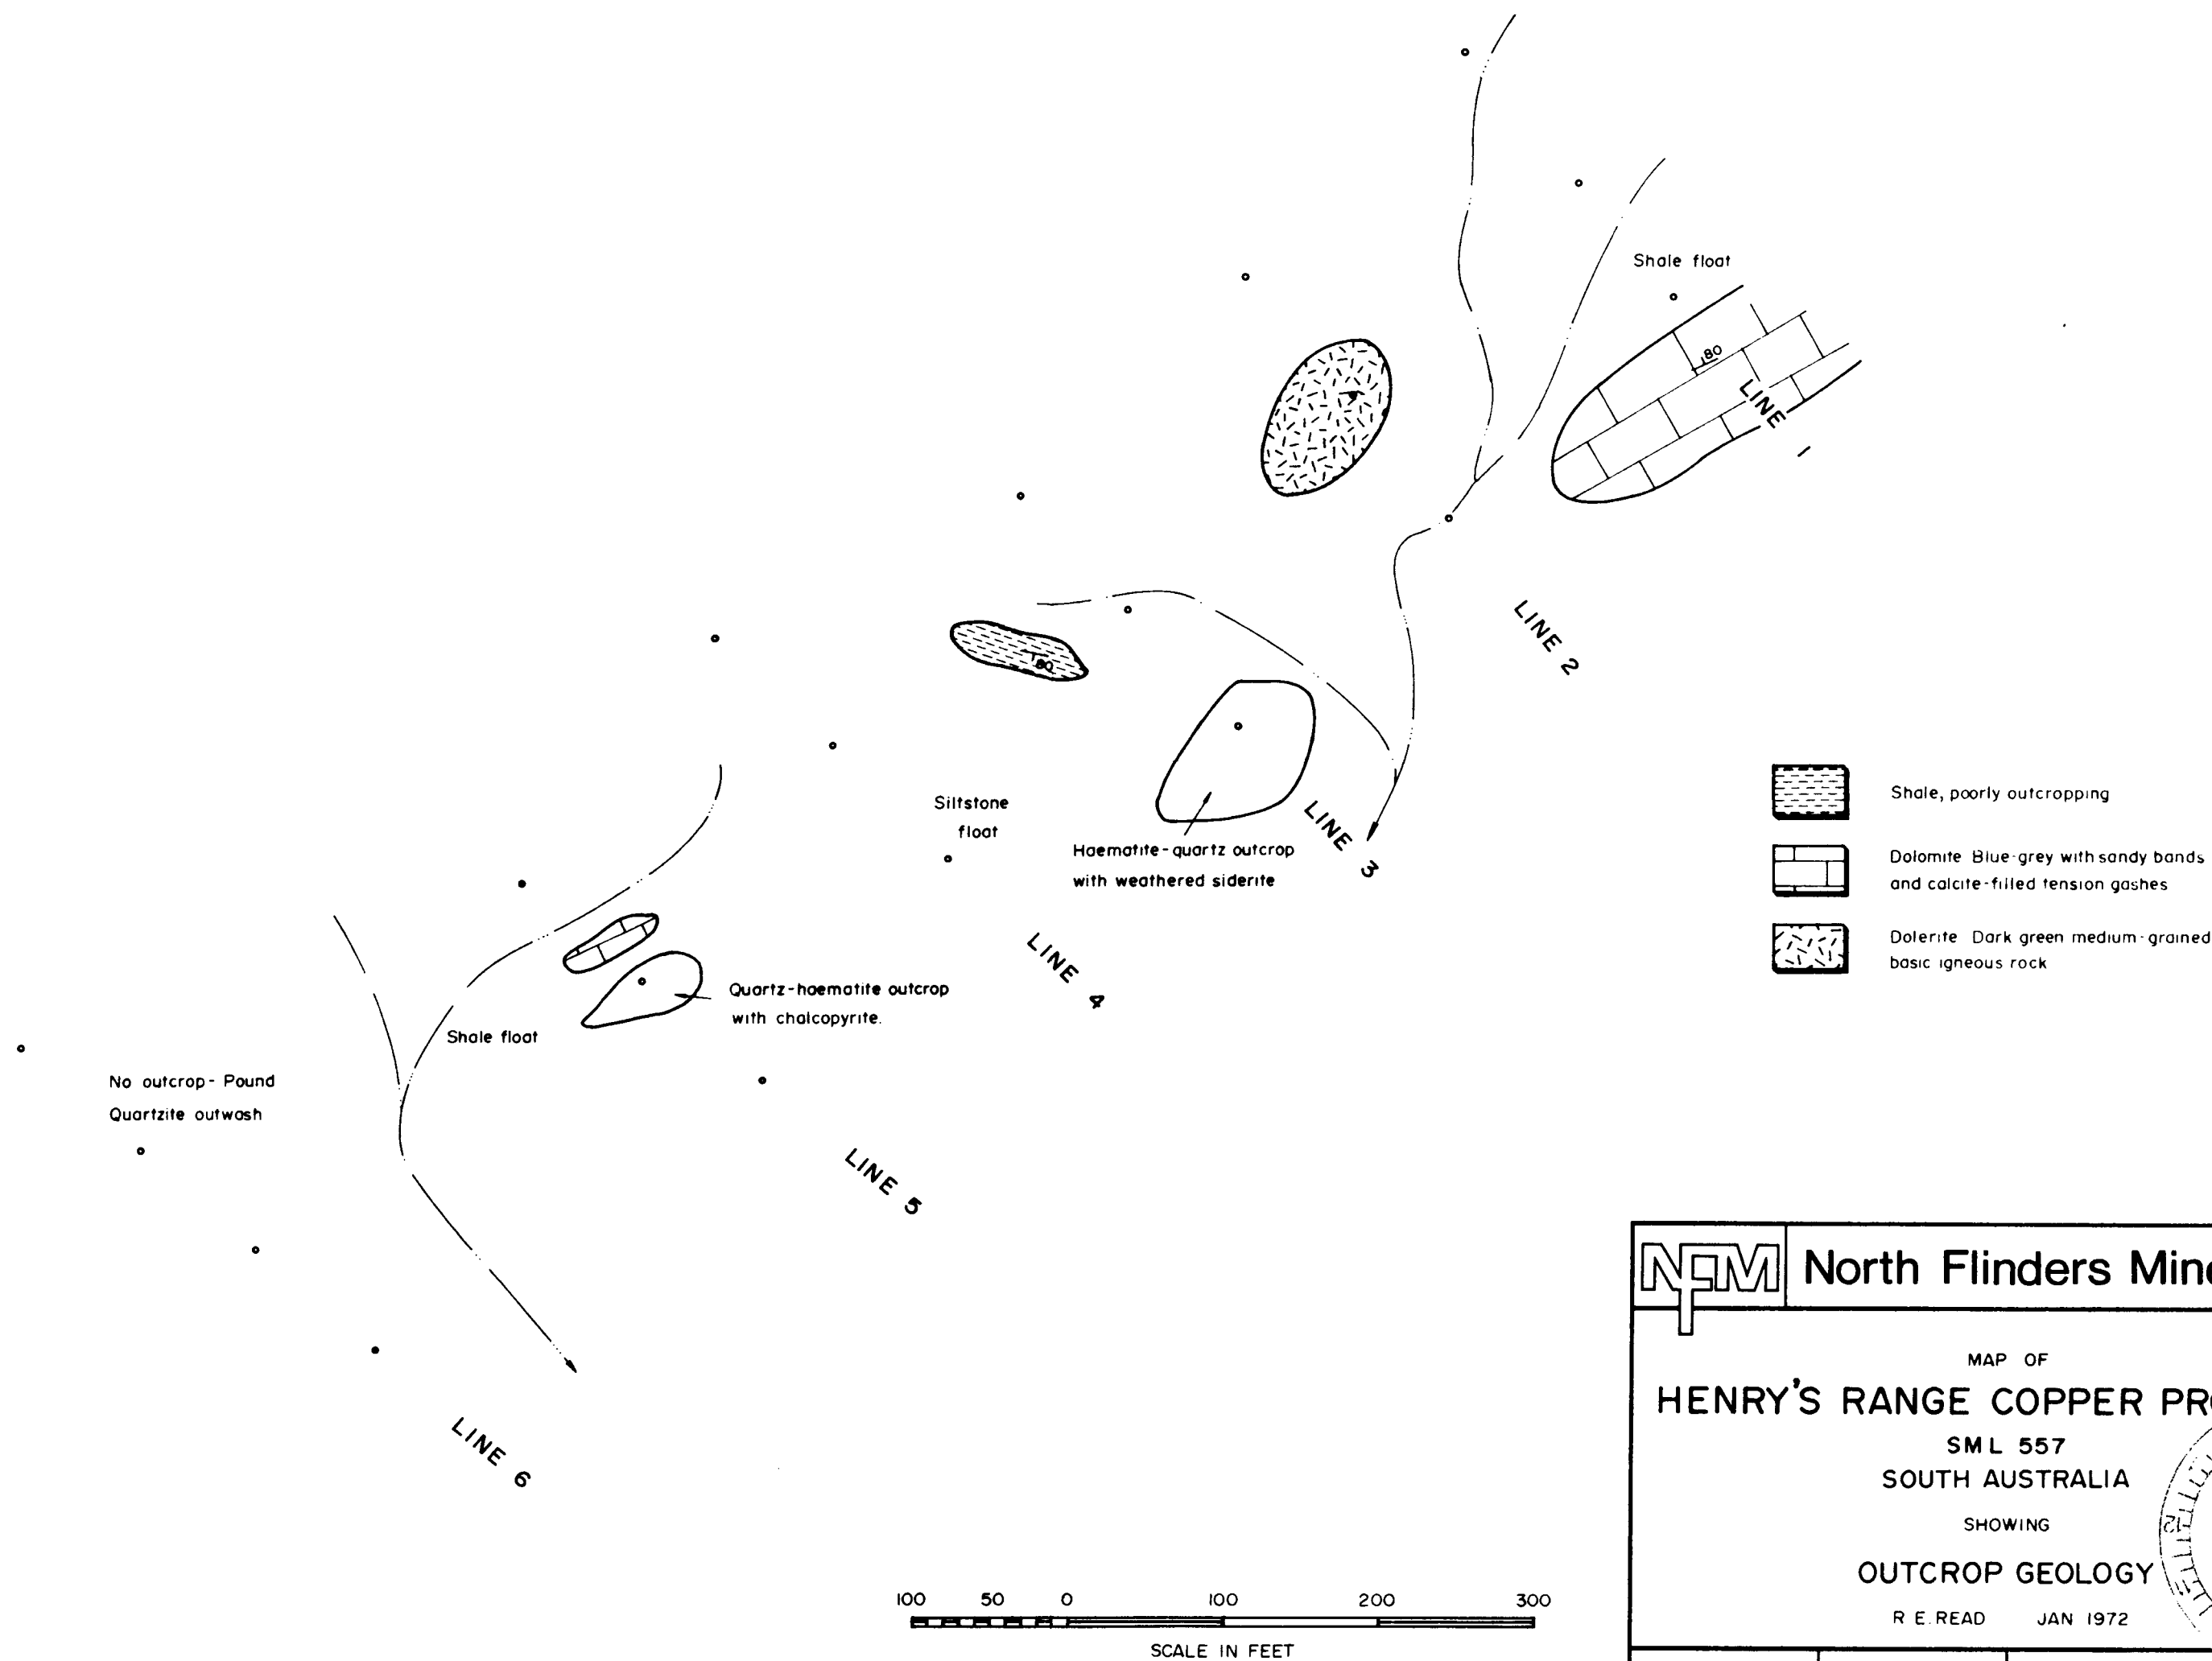 Shale float
80
LINE 1
LINE 2
80
Siltstone
float
Haematite-quartz outcrop
with weathered siderite
LINE 3
Shale, poorly outcropping
Dolomite Blue-grey with sandy bands
and calcite-filled tension gashes
Dolerite Dark green medium-grained
basic igneous rock
LINE 4
Quartz-haematite outcrop
with chalcopyrite.
Shale float
No outcrop - Pound
Quartzite outwash
LINE 5
LINE 6
NFM North Flinders Min
MAP OF
HENRY'S RANGE COPPER PR
SML 557
SOUTH AUSTRALIA
SHOWING
OUTCROP GEOLOGY
R E. READ JAN 1972
100 50 0 100 200 300
SCALE IN FEET